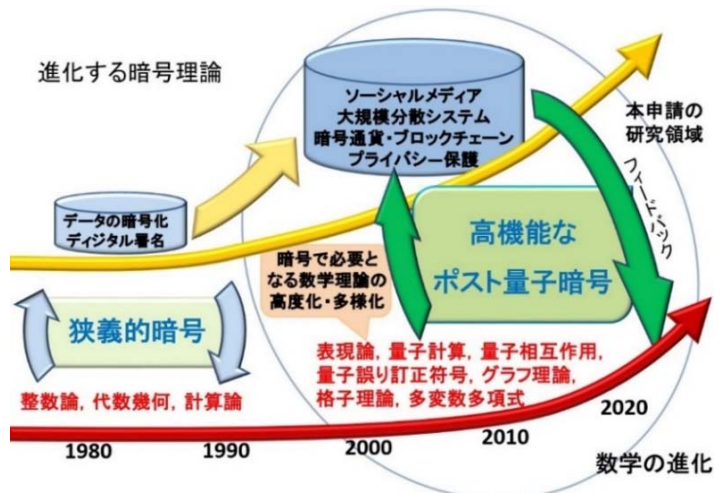 進化する暗号理論
ソーシャルメディア
大規模分散システム
暗号通貨・ブロックチェーン
プライバシー保護
本申請の
研究領域
フィードバック
データの暗号化
ディジタル署名
暗号で必要と
なる数学理論の
高度化・多様化
高機能な
ポスト量子暗号
狭義的暗号
表現論, 量子計算, 量子相互作用,
量子誤り訂正符号, グラフ理論,
格子理論, 多変数多項式
整数論, 代数幾何, 計算論
1980
1990
2000
2010
2020
数学の進化